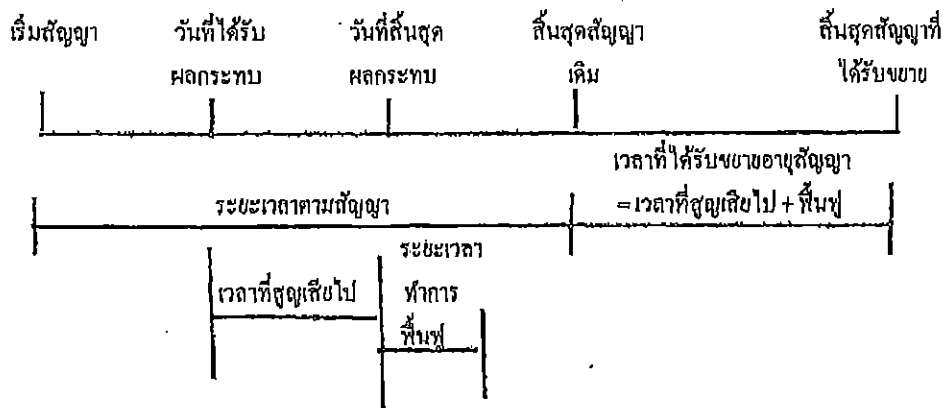 เริ่มสัญญา วันที่ได้รับ วันที่สิ้นสุด สิ้นสุดสัญญา สิ้นสุดสัญญาที่
ผลกระทบ ผลกระทบ เดิม ได้รับขยาย
เวลาที่ได้รับขยายอายุสัญญา
ระยะเวลาตามสัญญา =เวลาที่สูญเสียไป + ฟื้นฟู
ระยะเวลา
เวลาที่สูญเสียไป ทำการ
ฟื้นฟู